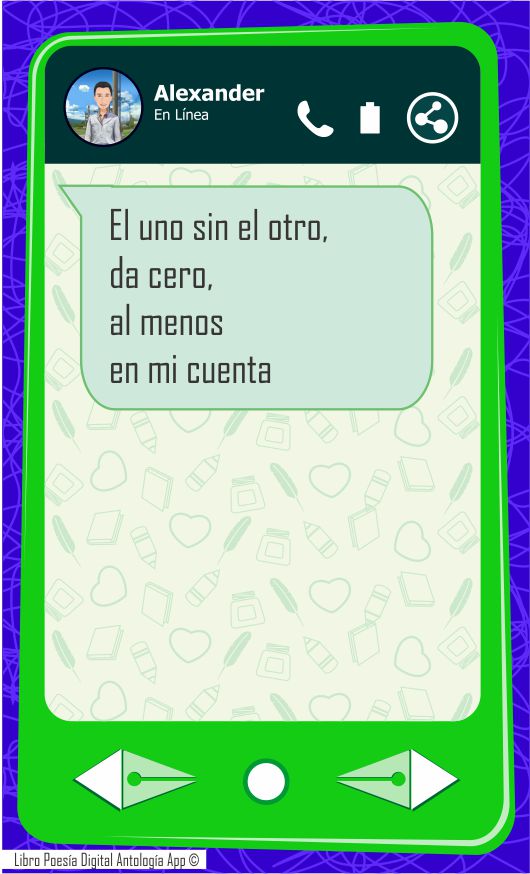 Alexander
En Línea
El uno sin el otro,
da cero,
al menos
en mi cuenta
Libro Poesía Digital Antología App ©